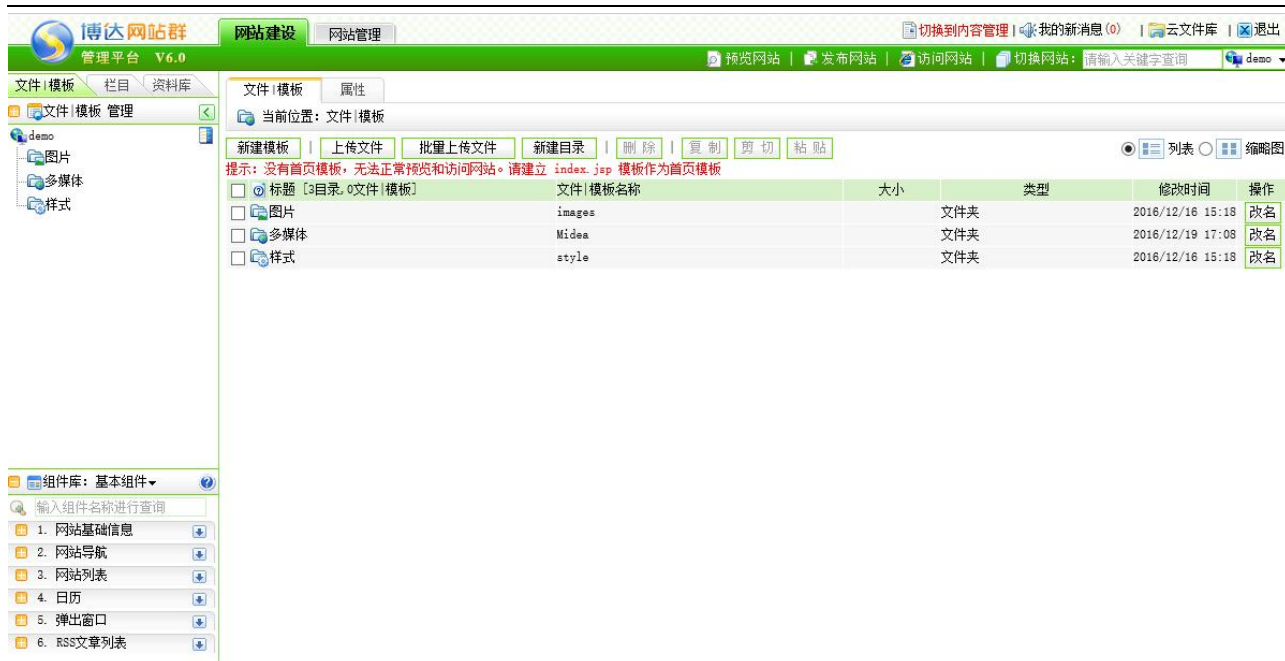 博达网站群 网站建设 网站管理 切换到内容管理 | 我的新消息(0) | 云文件库 | 退出
管理平台 V6.0 预览网站 | 发布网站 | 访问网站 | 切换网站: 请输入关键字查询 demo
文件|模板 栏目 资料库 文件|模板 属性
文件|模板 管理 当前位置: 文件|模板
demo
图片
多媒体
样式
新建模板 | 上传文件 批量上传文件 新建目录 | 删 除 | 复 制 剪 切 粘 贴 列表 缩略图
提示: 没有首页模板, 无法正常预览和访问网站。请建立 index.jsp 模板作为首页模板
标题 [3目录,0文件|模板] 文件|模板名称 大小 类型 修改时间 操作
图片 images 文件夹 2016/12/16 15:18 改名
多媒体 Midea 文件夹 2016/12/19 17:08 改名
样式 style 文件夹 2016/12/16 15:18 改名
组件库: 基本组件
输入组件名称进行查询
1. 网站基础信息
2. 网站导航
3. 网站列表
4. 日历
5. 弹出窗口
6. RSS文章列表